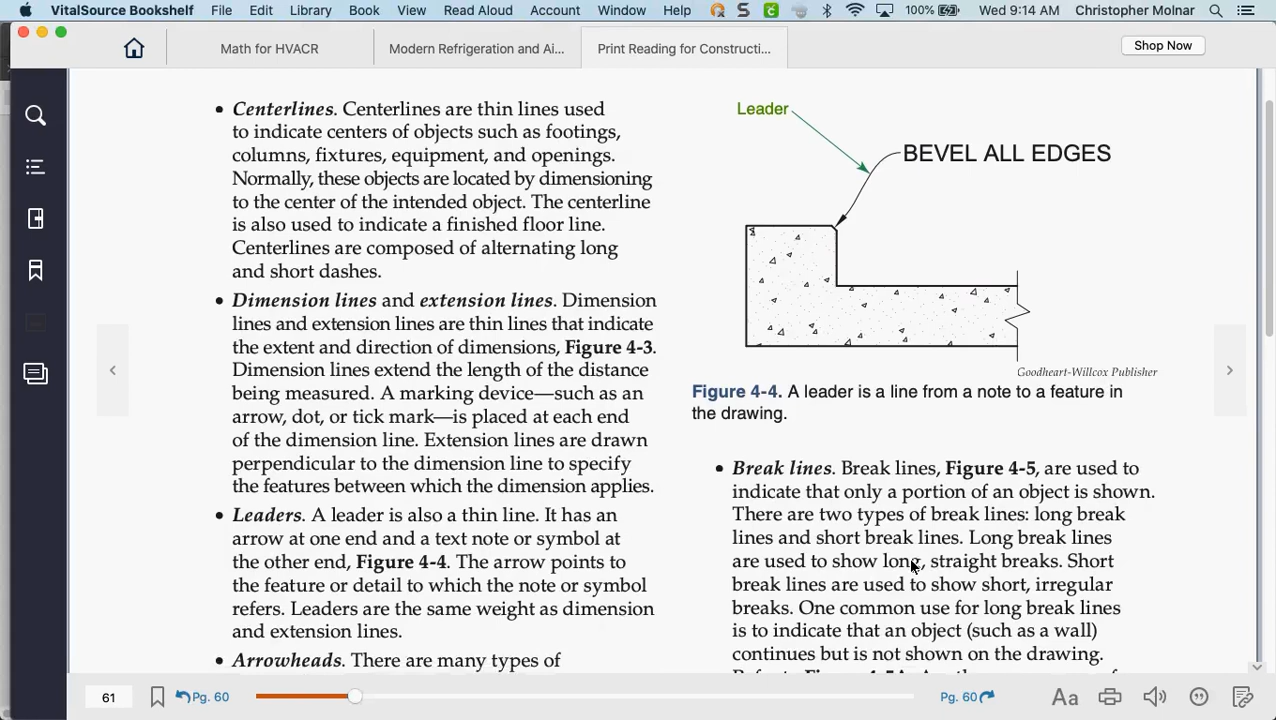 VitalSource Bookshelf File Edit Library Book View Read Aloud Account Window Help 100% Wed 9:14 AM Christopher Molnar
Math for HVACR
Modern Refrigeration and Ai...
Print Reading for Constructi...
Shop Now
• Centerlines. Centerlines are thin lines used
to indicate centers of objects such as footings,
columns, fixtures, equipment, and openings.
Normally, these objects are located by dimensioning
to the center of the intended object. The centerline
is also used to indicate a finished floor line.
Centerlines are composed of alternating long
and short dashes.
• Dimension lines and extension lines. Dimension
lines and extension lines are thin lines that indicate
the extent and direction of dimensions, Figure 4-3.
Dimension lines extend the length of the distance
being measured. A marking device—such as an
arrow, dot, or tick mark—is placed at each end
of the dimension line. Extension lines are drawn
perpendicular to the dimension line to specify
the features between which the dimension applies.
• Leaders. A leader is also a thin line. It has an
arrow at one end and a text note or symbol at
the other end, Figure 4-4. The arrow points to
the feature or detail to which the note or symbol
refers. Leaders are the same weight as dimension
and extension lines.
• Arrowheads. There are many types of
Leader
BEVEL ALL EDGES
Goodheart-Willcox Publisher
Figure 4-4. A leader is a line from a note to a feature in
the drawing.
• Break lines. Break lines, Figure 4-5, are used to
indicate that only a portion of an object is shown.
There are two types of break lines: long break
lines and short break lines. Long break lines
are used to show long, straight breaks. Short
break lines are used to show short, irregular
breaks. One common use for long break lines
is to indicate that an object (such as a wall)
continues but is not shown on the drawing.
61
Pg. 60
Pg. 60
Aa